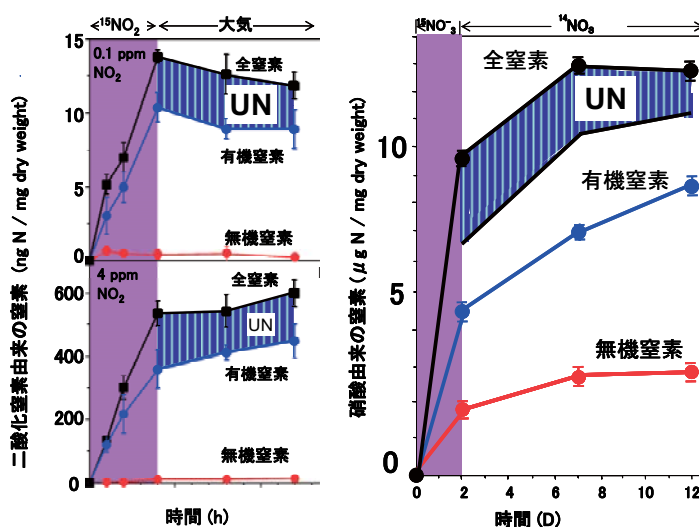 ¹⁵NO₂ 大気
0.1 ppm
NO₂
全窒素
UN
有機窒素
無機窒素
15
10
5
0
4 ppm
NO₂
全窒素
UN
有機窒素
無機窒素
600
400
200
0
二酸化窒素由来の窒素 (ng N / mg dry weight)
時間 (h)
¹⁵NO⁻₃ ¹⁴NO₃
全窒素
UN
有機窒素
無機窒素
10
5
0
0 2 4 6 8 10 12
硝酸由来の窒素 (μg N / mg dry weight)
時間 (D)